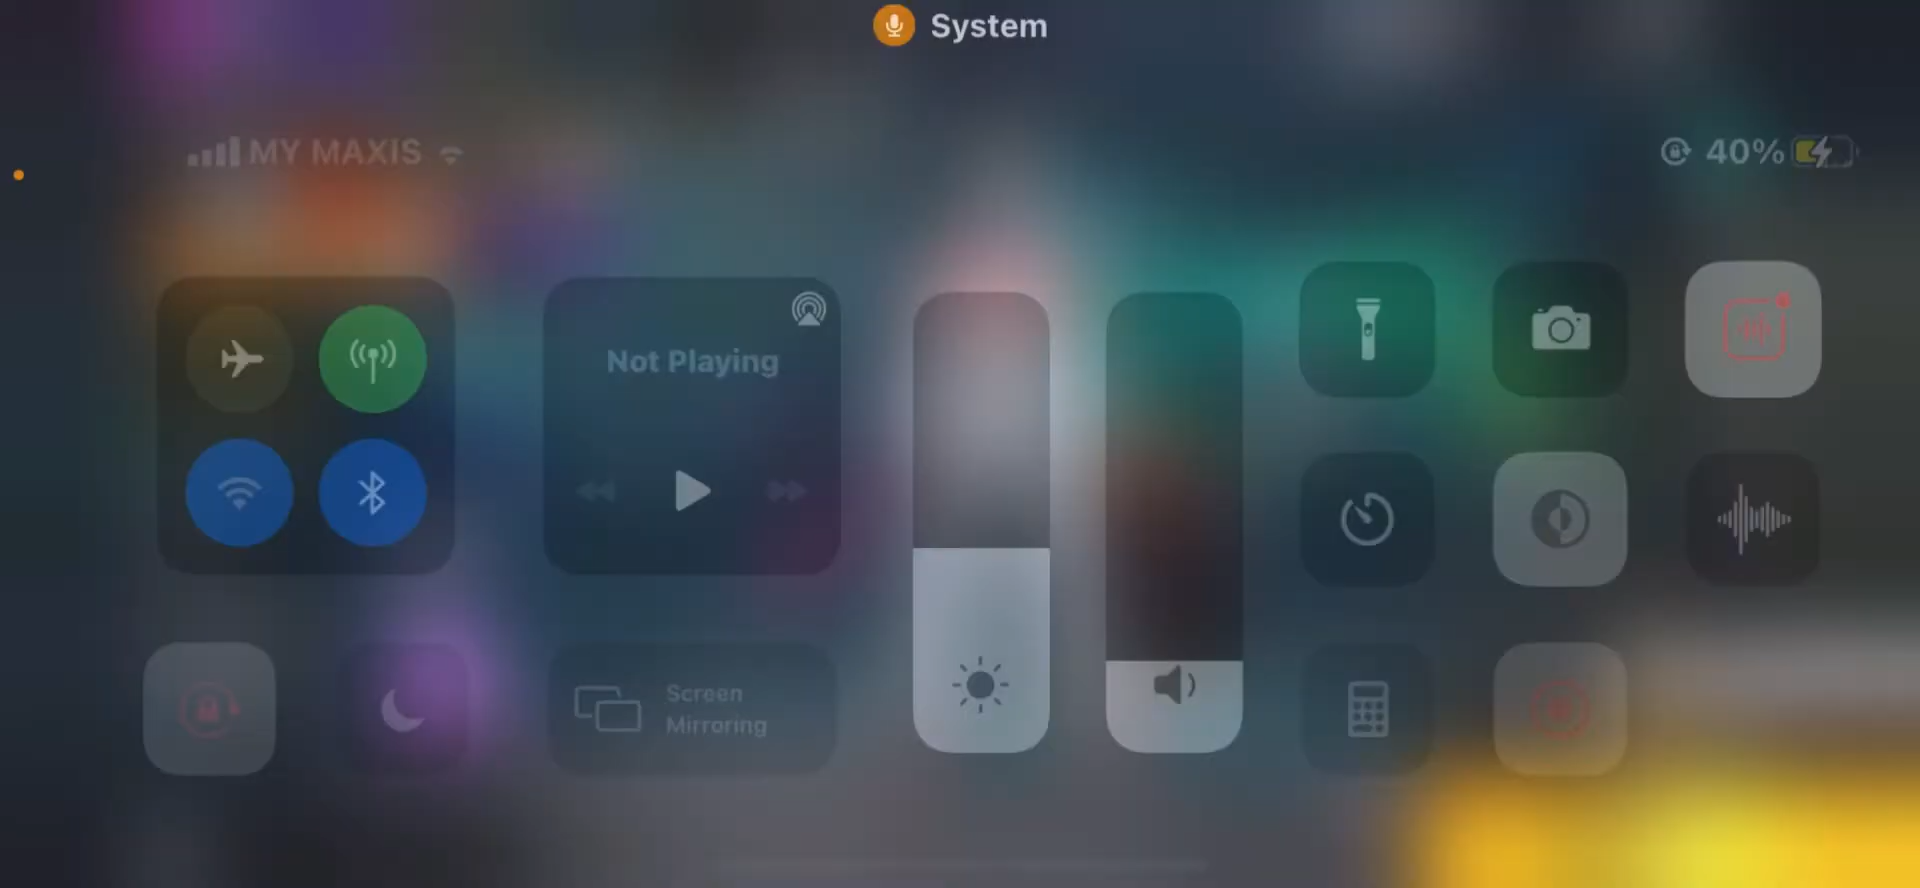 System
MY MAXIS
40%
Not Playing
Screen
Mirroring